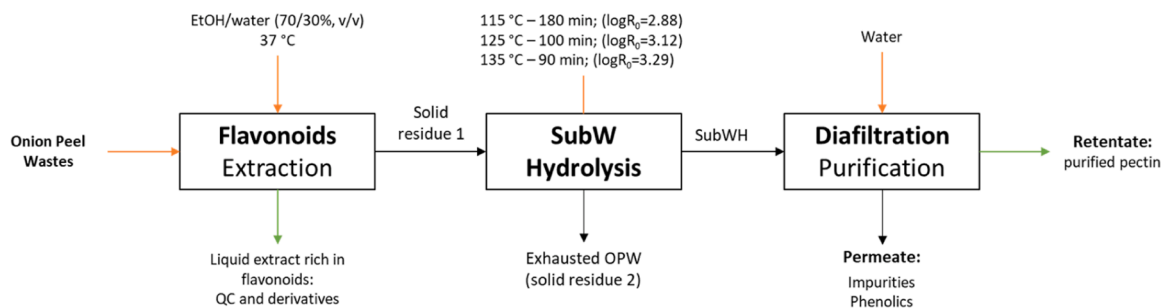 EtOH/water (70/30%, v/v)
37 °C
115 °C – 180 min; (logR₀=2.88)
125 °C – 100 min; (logR₀=3.12)
135 °C – 90 min; (logR₀=3.29)
Water
Onion Peel
Wastes
Flavonoids
Extraction
Solid
residue 1
SubW
Hydrolysis
SubWH
Diafiltration
Purification
Retentate:
purified pectin
Liquid extract rich in
flavonoids:
QC and derivatives
Exhausted OPW
(solid residue 2)
Permeate:
Impurities
Phenolics